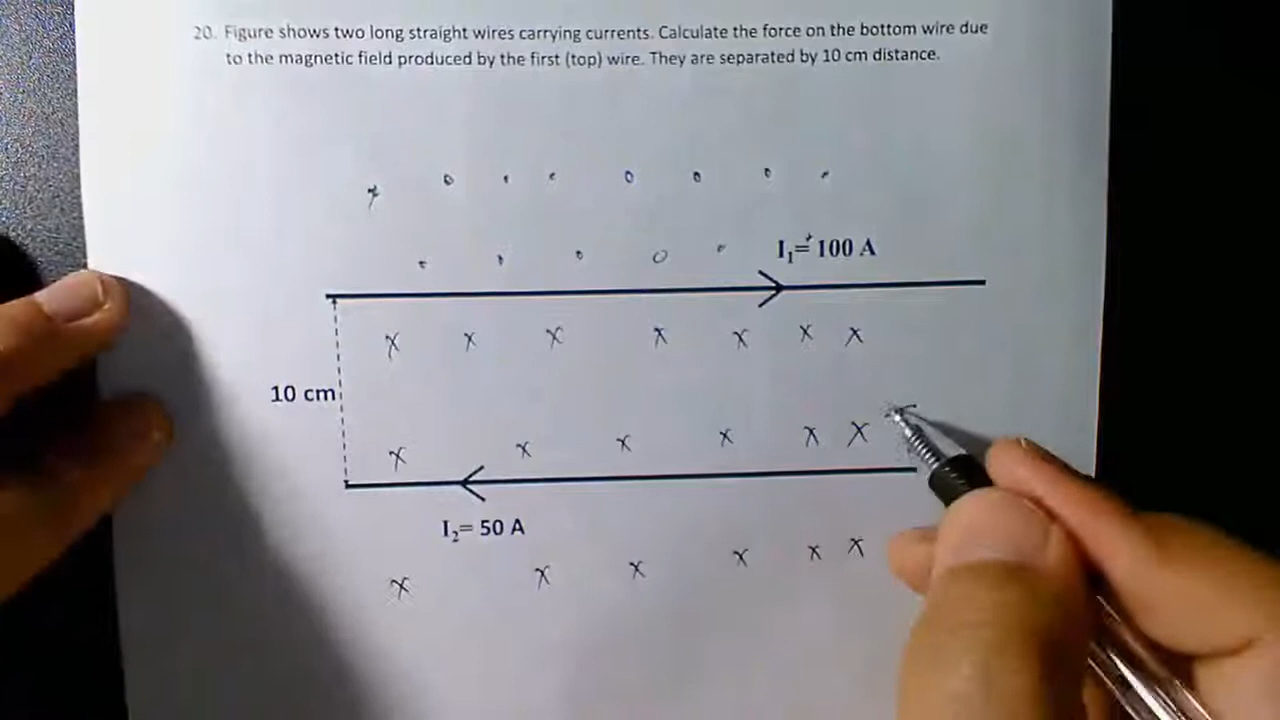 20. Figure shows two long straight wires carrying currents. Calculate the force on the bottom wire due
to the magnetic field produced by the first (top) wire. They are separated by 10 cm distance.
I₁= 100 A
x x x x x x x
10 cm
x x x x x x
I₂= 50 A
x x x x x x